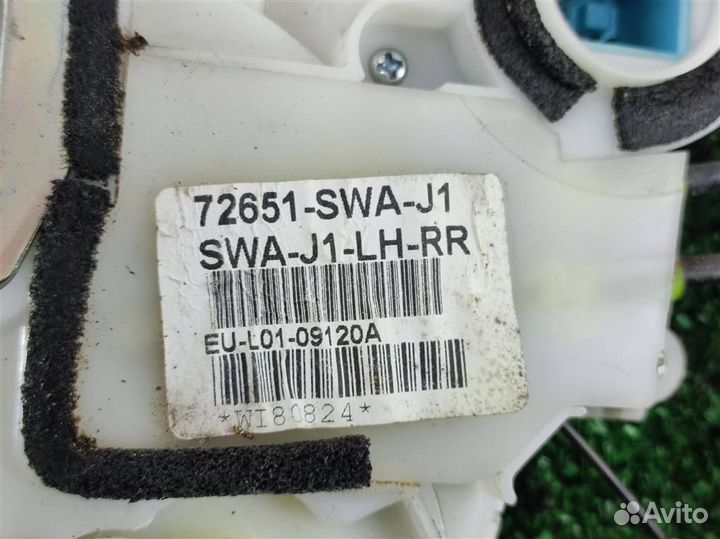 72651-SWA-J1
SWA-J1-LH-RR
EU-L01-09120A
*WI80824*
Avito